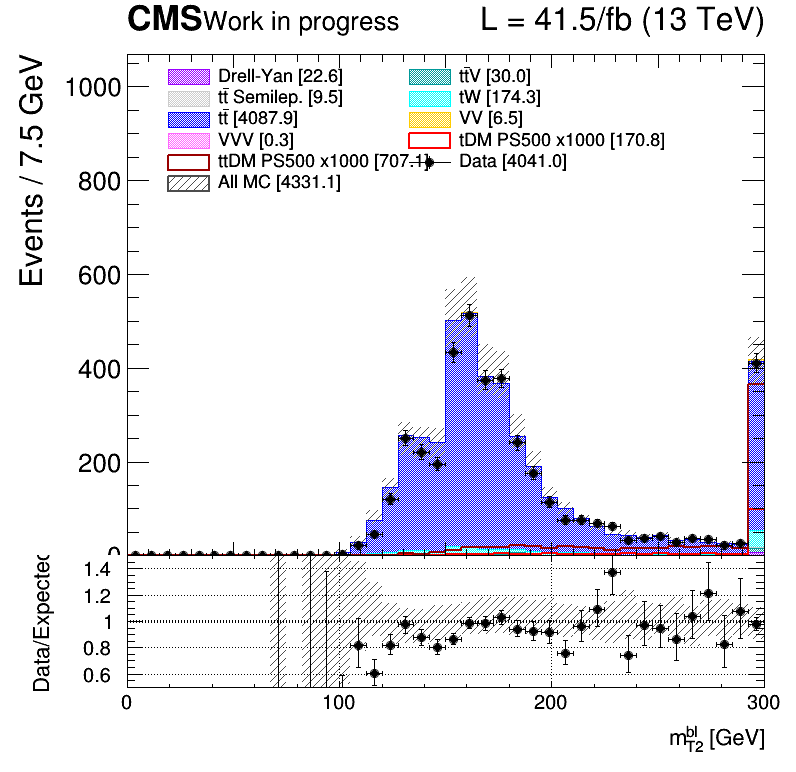 CMS Work in progress L = 41.5/fb (13 TeV)
Events / 7.5 GeV
1000
800
600
400
200
0
Drell-Yan [22.6] tt̄V [30.0]
tt̄ Semilep. [9.5] tW [174.3]
tt̄ [4087.9] VV [6.5]
VVV [0.3] tDM PS500 x1000 [170.8]
ttDM PS500 x1000 [707.1] Data [4041.0]
All MC [4331.1]
Data/Expected
1.4
1.2
1
0.8
0.6
0 100 200 300
m_{T2}^{bl} [GeV]